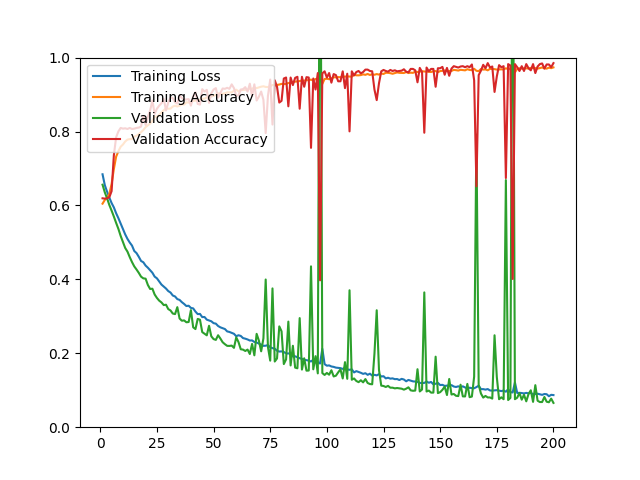 1.0
0.8
0.6
0.4
0.2
0.0
Training Loss
Training Accuracy
Validation Loss
Validation Accuracy
0 25 50 75 100 125 150 175 200